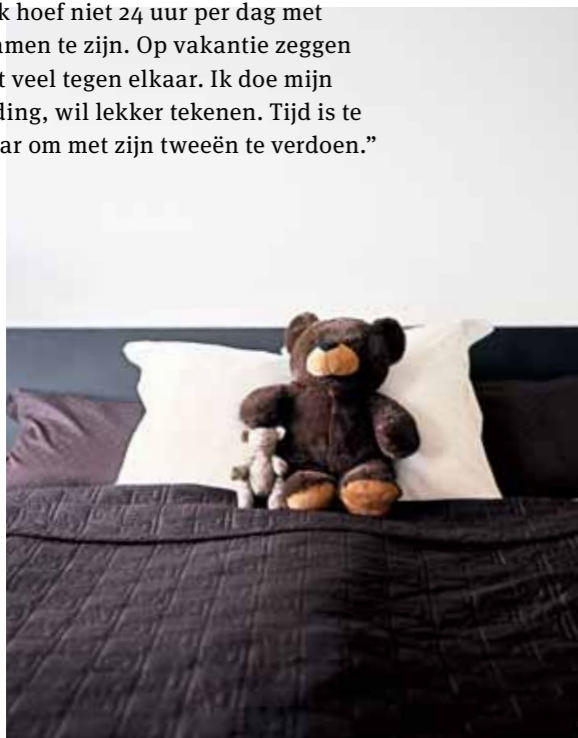 k hoef niet 24 uur per dag met
men te zijn. Op vakantie zeggen
t veel tegen elkaar. Ik doe mijn
ding, wil lekker tekenen. Tijd is te
ar om met zijn tweeën te verdoen.”